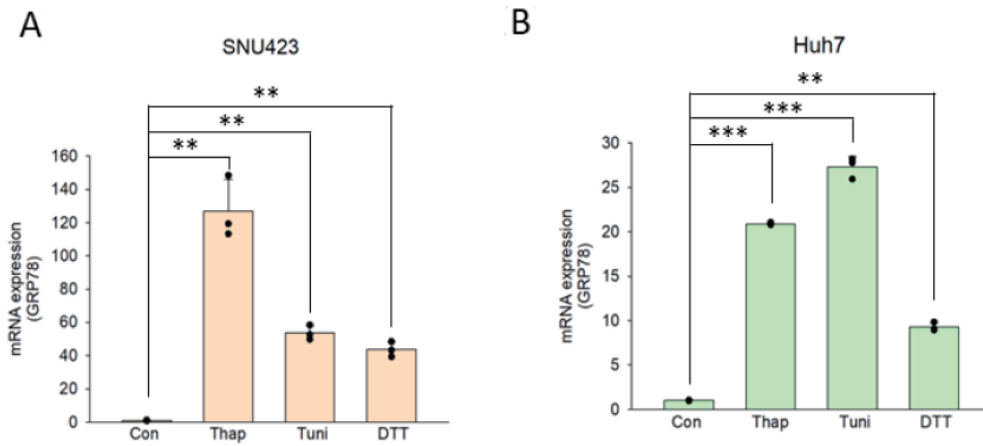 A
SNU423
**
**
**
mRNA expression
(GRP78)
160
140
120
100
80
60
40
20
0
Con Thap Tuni DTT
B
Huh7
**
***
***
mRNA expression
(GRP78)
30
25
20
15
10
5
0
Con Thap Tuni DTT